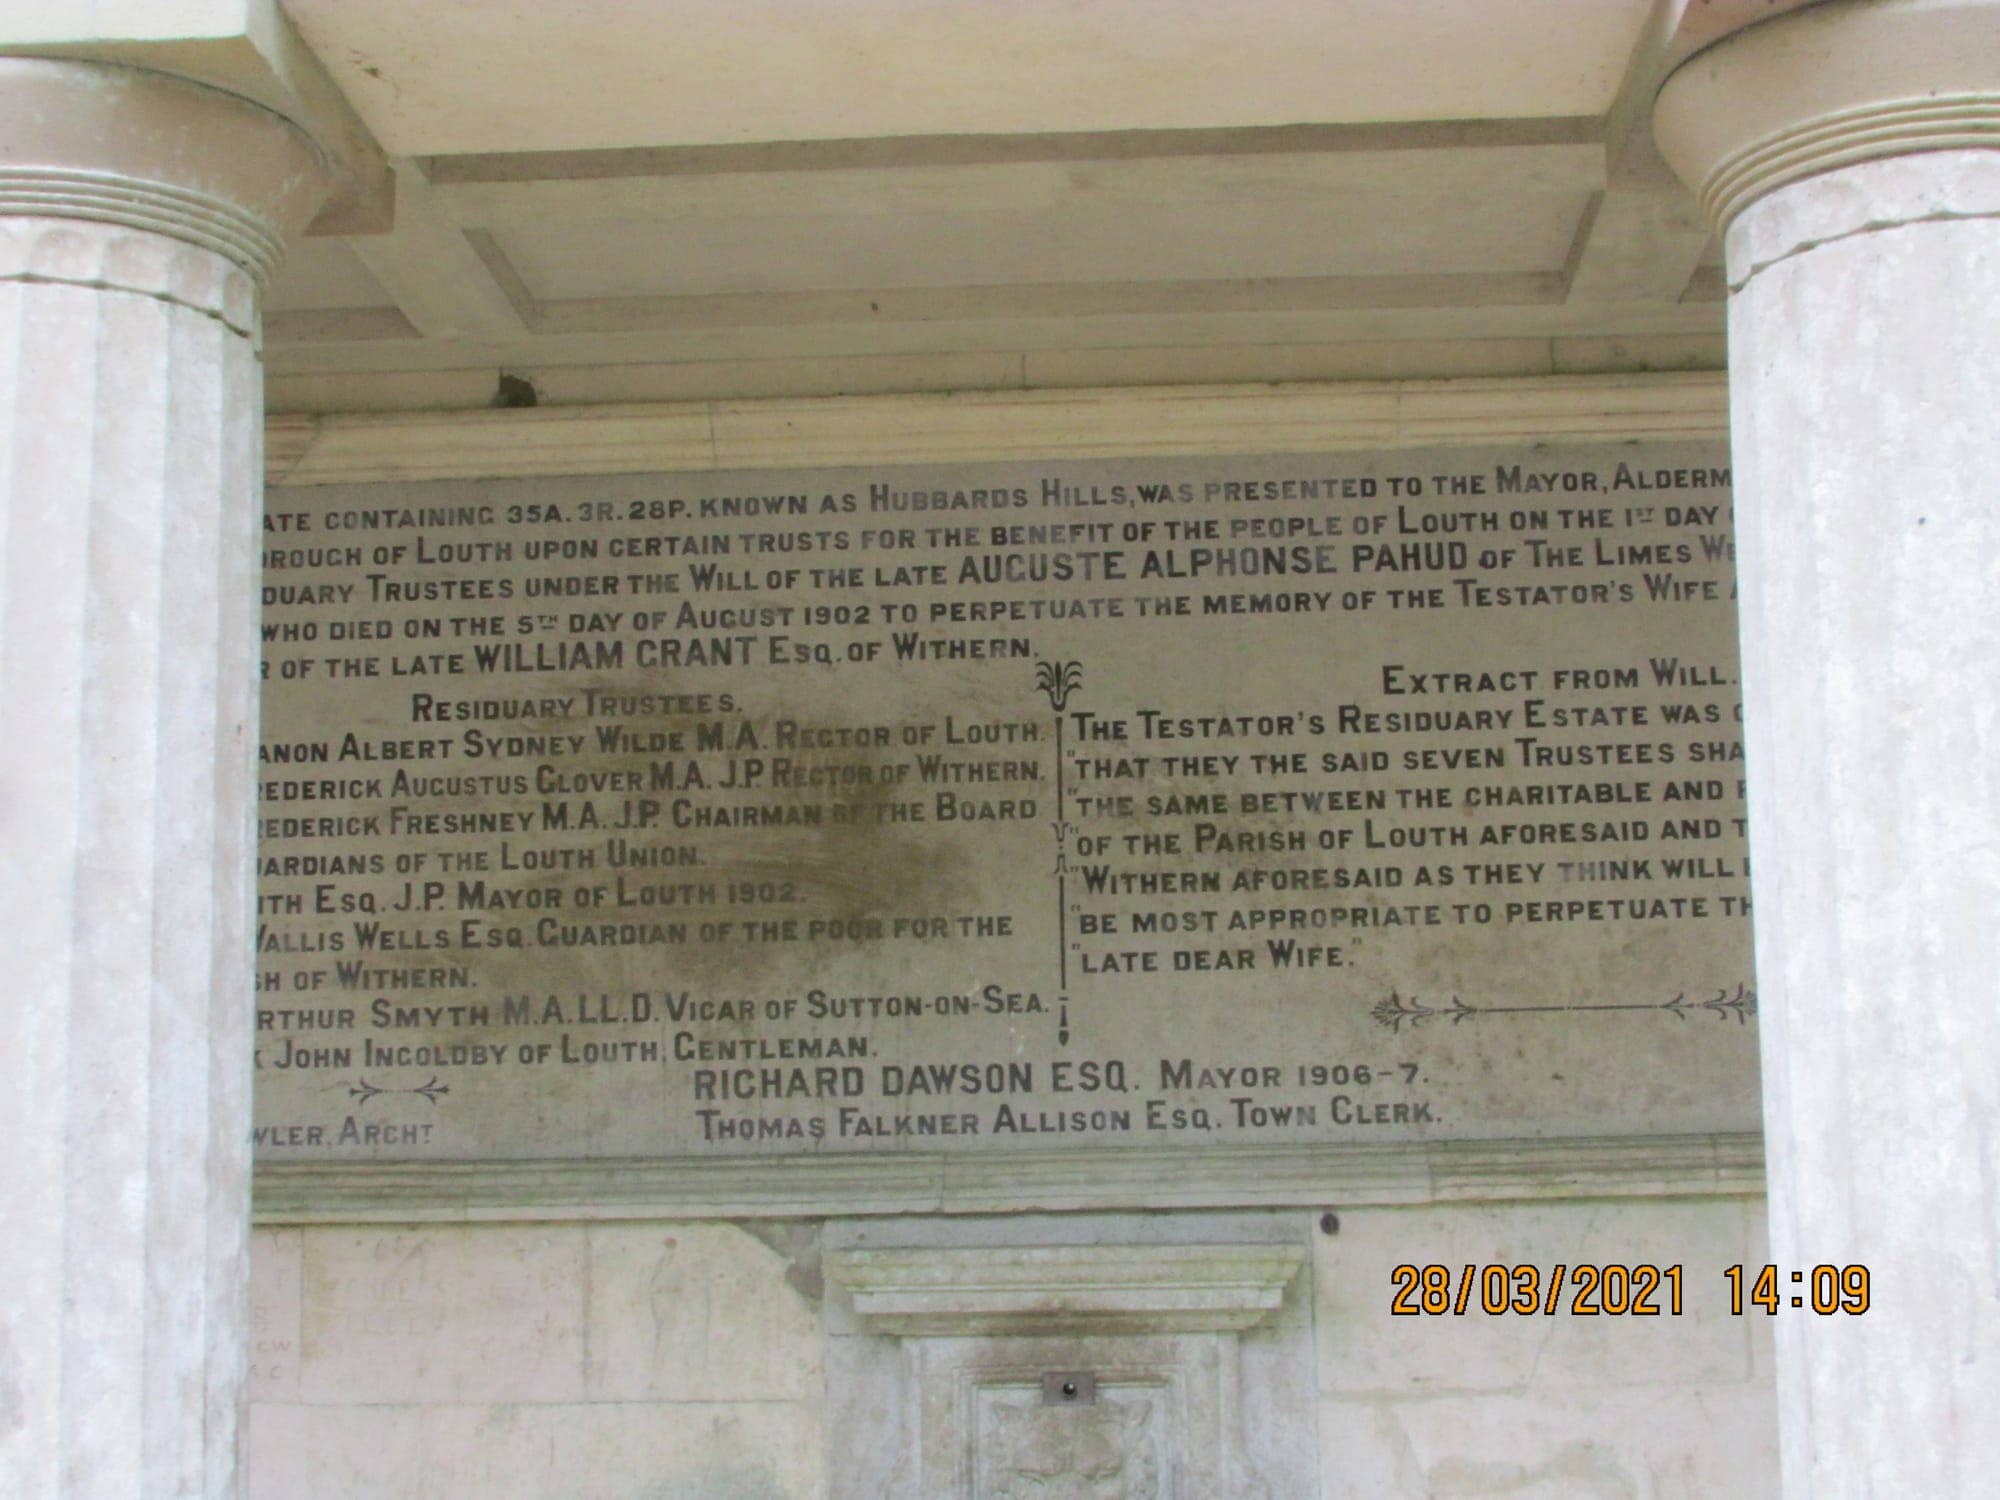 ATE CONTAINING 35A. 3R. 28P. KNOWN AS HUBBARDS HILLS, WAS PRESENTED TO THE MAYOR, ALDERM
OROUGH OF LOUTH UPON CERTAIN TRUSTS FOR THE BENEFIT OF THE PEOPLE OF LOUTH ON THE 1ST DAY
DUARY TRUSTEES UNDER THE WILL OF THE LATE AUGUSTE ALPHONSE PAHUD OF THE LIMES WE
WHO DIED ON THE 5TH DAY OF AUGUST 1902 TO PERPETUATE THE MEMORY OF THE TESTATOR'S WIFE
R OF THE LATE WILLIAM GRANT ESQ. OF WITHERN.
RESIDUARY TRUSTEES.
ANON ALBERT SYDNEY WILDE M.A. RECTOR OF LOUTH.
REDERICK AUGUSTUS GLOVER M.A. J.P. RECTOR OF WITHERN.
REDERICK FRESHNEY M.A. J.P. CHAIRMAN OF THE BOARD
UARDIANS OF THE LOUTH UNION.
ITH ESQ. J.P. MAYOR OF LOUTH 1902.
WALLIS WELLS ESQ. GUARDIAN OF THE POOR FOR THE
SH OF WITHERN.
RTHUR SMYTH M.A. LL.D. VICAR OF SUTTON-ON-SEA.
K JOHN INGOLDBY OF LOUTH, GENTLEMAN.
EXTRACT FROM WILL.
THE TESTATOR'S RESIDUARY ESTATE WAS
"THAT THEY THE SAID SEVEN TRUSTEES SHA
"THE SAME BETWEEN THE CHARITABLE AND
"OF THE PARISH OF LOUTH AFORESAID AND T
"WITHERN AFORESAID AS THEY THINK WILL
"BE MOST APPROPRIATE TO PERPETUATE TH
"LATE DEAR WIFE."
RICHARD DAWSON ESQ. MAYOR 1906-7.
WLER. ARCHT
THOMAS FALKNER ALLISON ESQ. TOWN CLERK.
28/03/2021 14:09